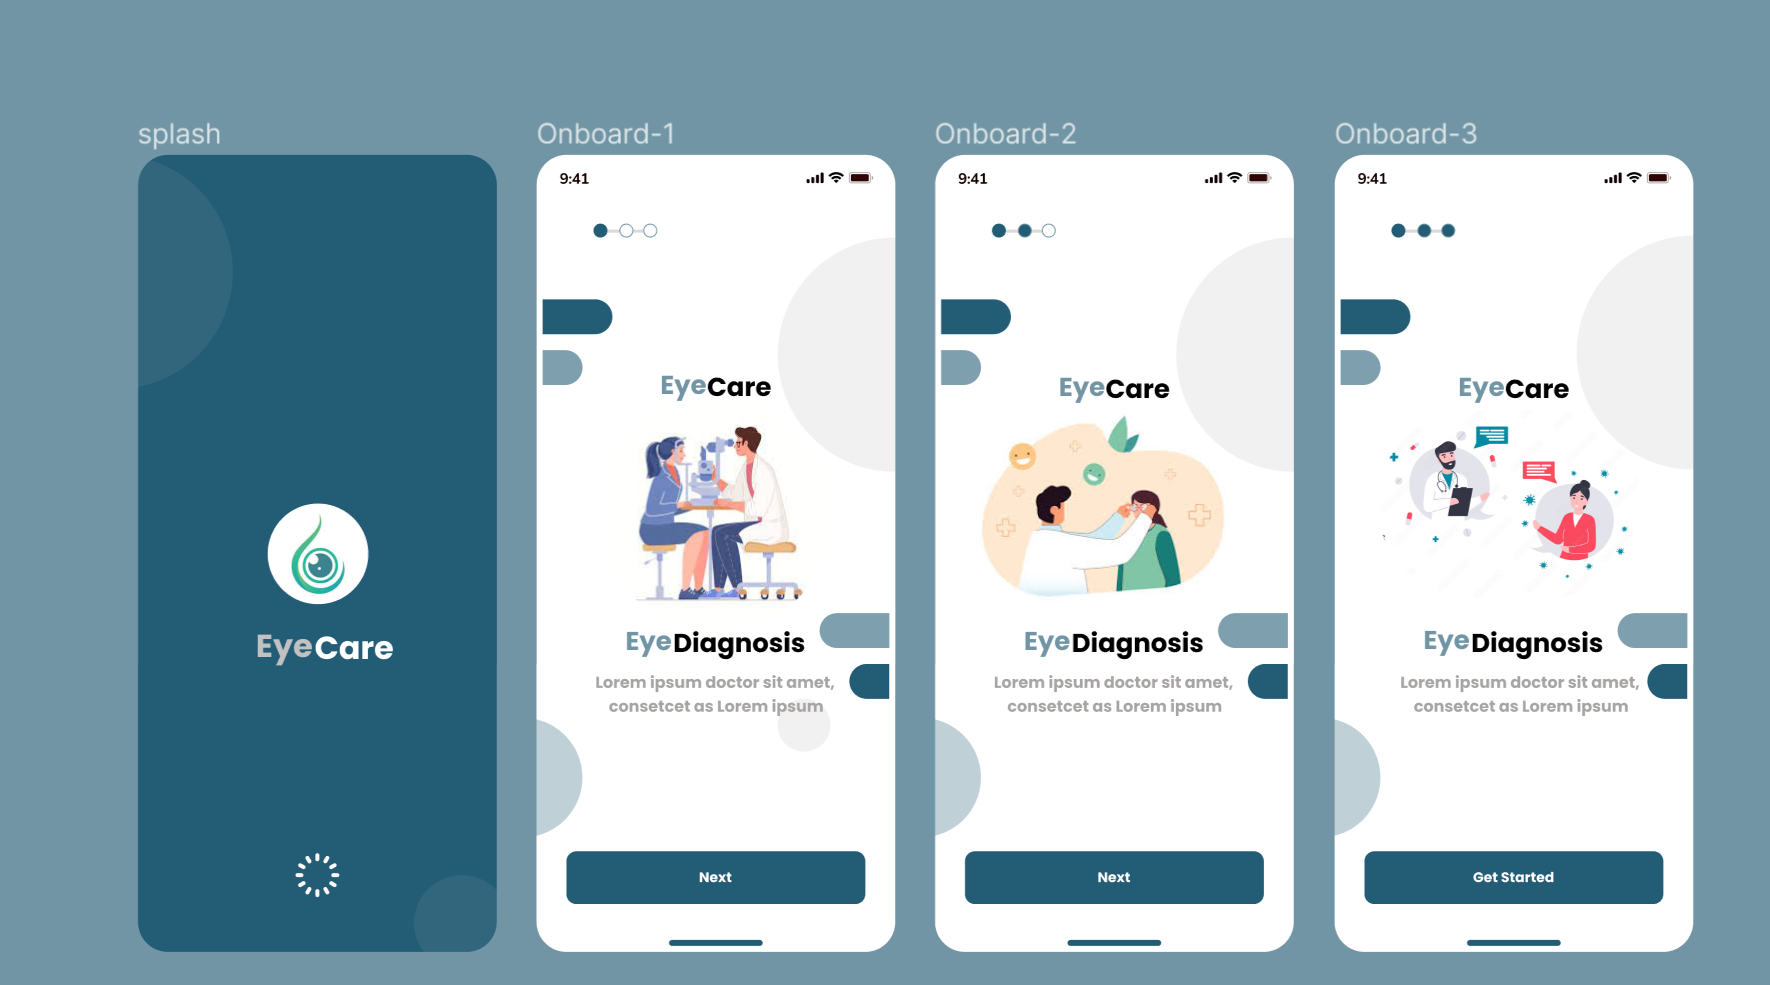 splash
EyeCare
Onboard-1
9:41
EyeCare
EyeDiagnosis
Lorem ipsum doctor sit amet,
consetcet as Lorem ipsum
Next
Onboard-2
9:41
EyeCare
EyeDiagnosis
Lorem ipsum doctor sit amet,
consetcet as Lorem ipsum
Next
Onboard-3
9:41
EyeCare
EyeDiagnosis
Lorem ipsum doctor sit amet,
consetcet as Lorem ipsum
Get Started